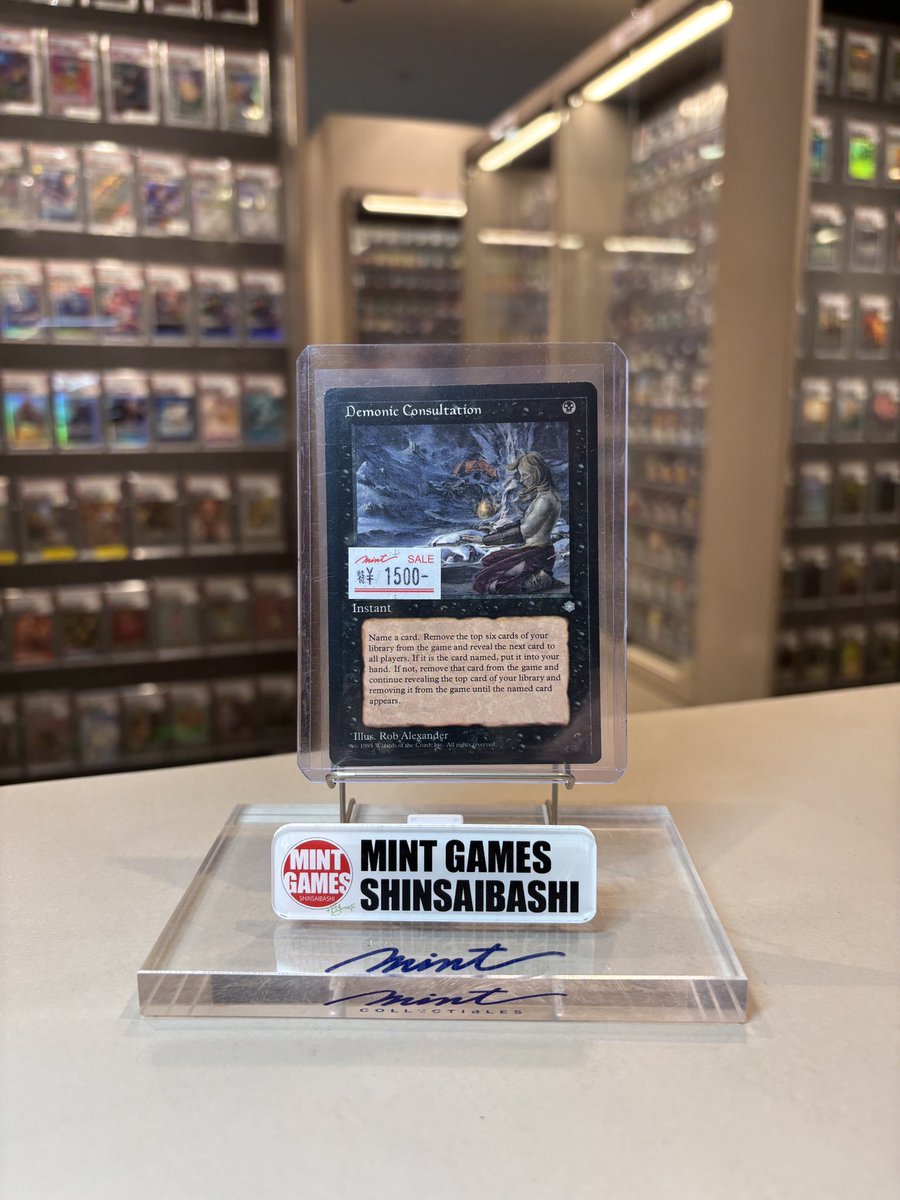 Demonic Consultation
mint SALE
特 ¥ 1500-
Instant
Name a card. Remove the top six cards of your
library from the game and reveal the next card to
all players. If it is the card named, put it into your
hand. If not, remove that card from the game and
continue revealing the top card of your library and
removing it from the game until the named card
appears.
Illus. Rob Alexander
© 1995 Wizards of the Coast, Inc. All rights reserved.
MINT
GAMES
SHINSAIBASHI
MINT GAMES
SHINSAIBASHI
mint
mint
COLLECTIBLES